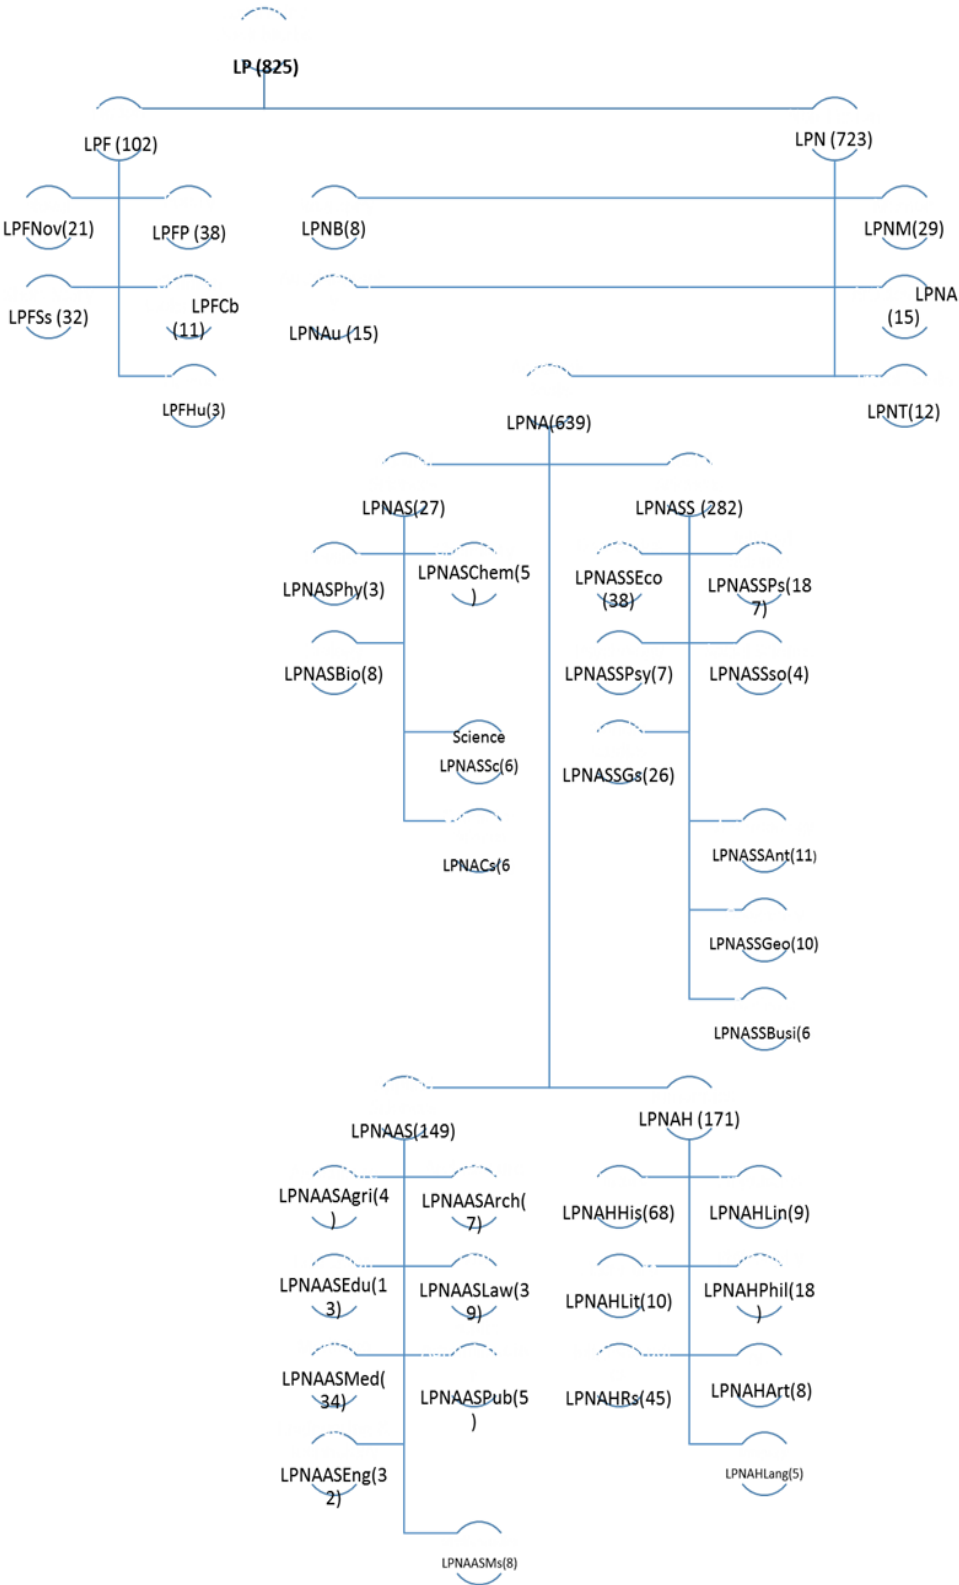 LP (825)
LPF (102)
LPN (723)
LPFNov(21)
LPFP (38)
LPNB(8)
LPNM(29)
LPFSs (32)
LPFCb
(11)
LPNAu (15)
LPNA
(15)
LPFHu(3)
LPNA(639)
LPNT(12)
LPNAS(27)
LPNASS (282)
LPNASPhy(3)
LPNASChem(5
)
LPNASSEco
(38)
LPNASSPs(18
7)
LPNASBio(8)
LPNASSPsy(7)
LPNASSso(4)
Science
LPNASSc(6)
LPNASSGs(26)
LPNACs(6
LPNASSAnt(11)
LPNASSGeo(10)
LPNASSBusi(6
LPNAAS(149)
LPNAH (171)
LPNAASAgri(4
)
LPNAASArch(
7)
LPNAHHis(68)
LPNAHLin(9)
LPNAASEdu(1
3)
LPNAASLaw(3
9)
LPNAHLit(10)
LPNAHPhil(18
)
LPNAASMed(
34)
LPNAASPub(5
)
LPNAHRs(45)
LPNAHArt(8)
LPNAASEng(3
2)
LPNAHLang(5)
LPNAASMs(8)